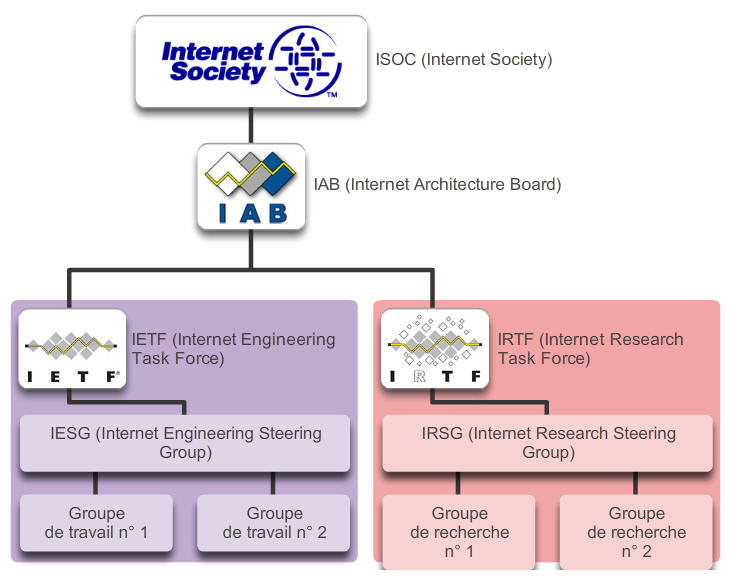 Internet
Society
TM
ISOC (Internet Society)
IAB
IAB (Internet Architecture Board)
IETF®
IETF (Internet Engineering
Task Force)
IRTF
IRTF (Internet Research
Task Force)
IESG (Internet Engineering Steering
Group)
IRSG (Internet Research Steering
Group)
Groupe
de travail n° 1
Groupe
de travail n° 2
Groupe
de recherche
n° 1
Groupe
de recherche
n° 2